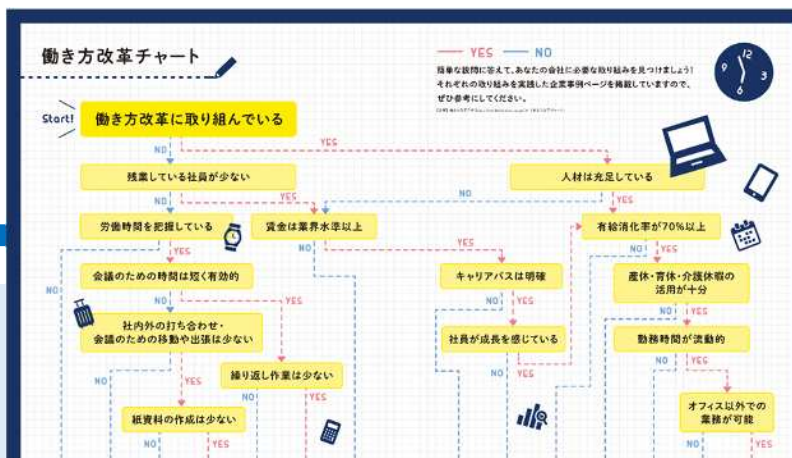 働き方改革チャート
YES NO
簡単な設問に答えて、あなたの会社に必要な取り組みを見つけましょう！
それぞれの取り組みを実践した企業事例ページを掲載していますので、
ぜひ参考にしてください。
12
9 3
6
Start!
働き方改革に取り組んでいる
NO YES
残業している社員が少ない
人材は充足している
NO YES NO YES
労働時間を把握している
賃金は業界水準以上
有給消化率が70%以上
YES NO YES NO YES
NO
会議のための時間は短く有効的
キャリアパスは明確
産休・育休・介護休暇の
活用が十分
NO YES NO YES NO YES
社内外の打ち合わせ・
会議のための移動や出張は少ない
社員が成長を感じている
勤務時間が流動的
NO YES NO YES NO YES
繰り返し作業は少ない
紙資料の作成は少ない
オフィス以外での
業務が可能
NO YES NO YES NO YES